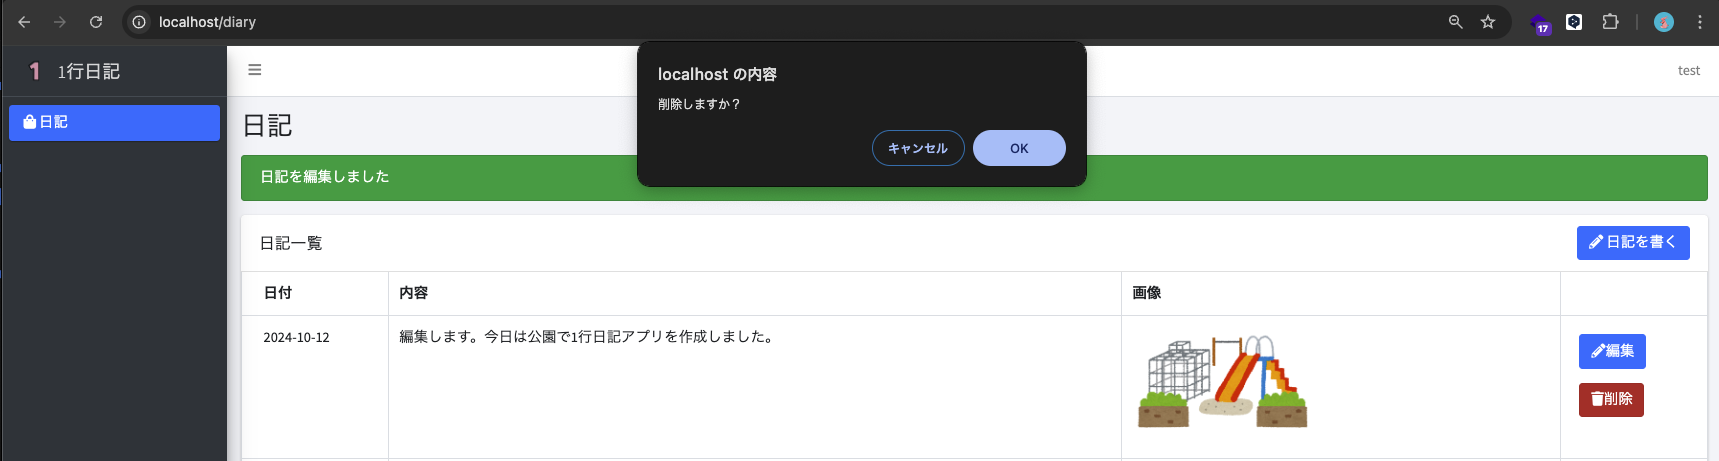 localhost/diary
17
1 1行日記
test
localhost の内容
削除しますか？
キャンセル OK
日記
日記
日記を編集しました
日記一覧
日記を書く
日付 内容 画像
2024-10-12 編集します。今日は公園で1行日記アプリを作成しました。
編集
削除